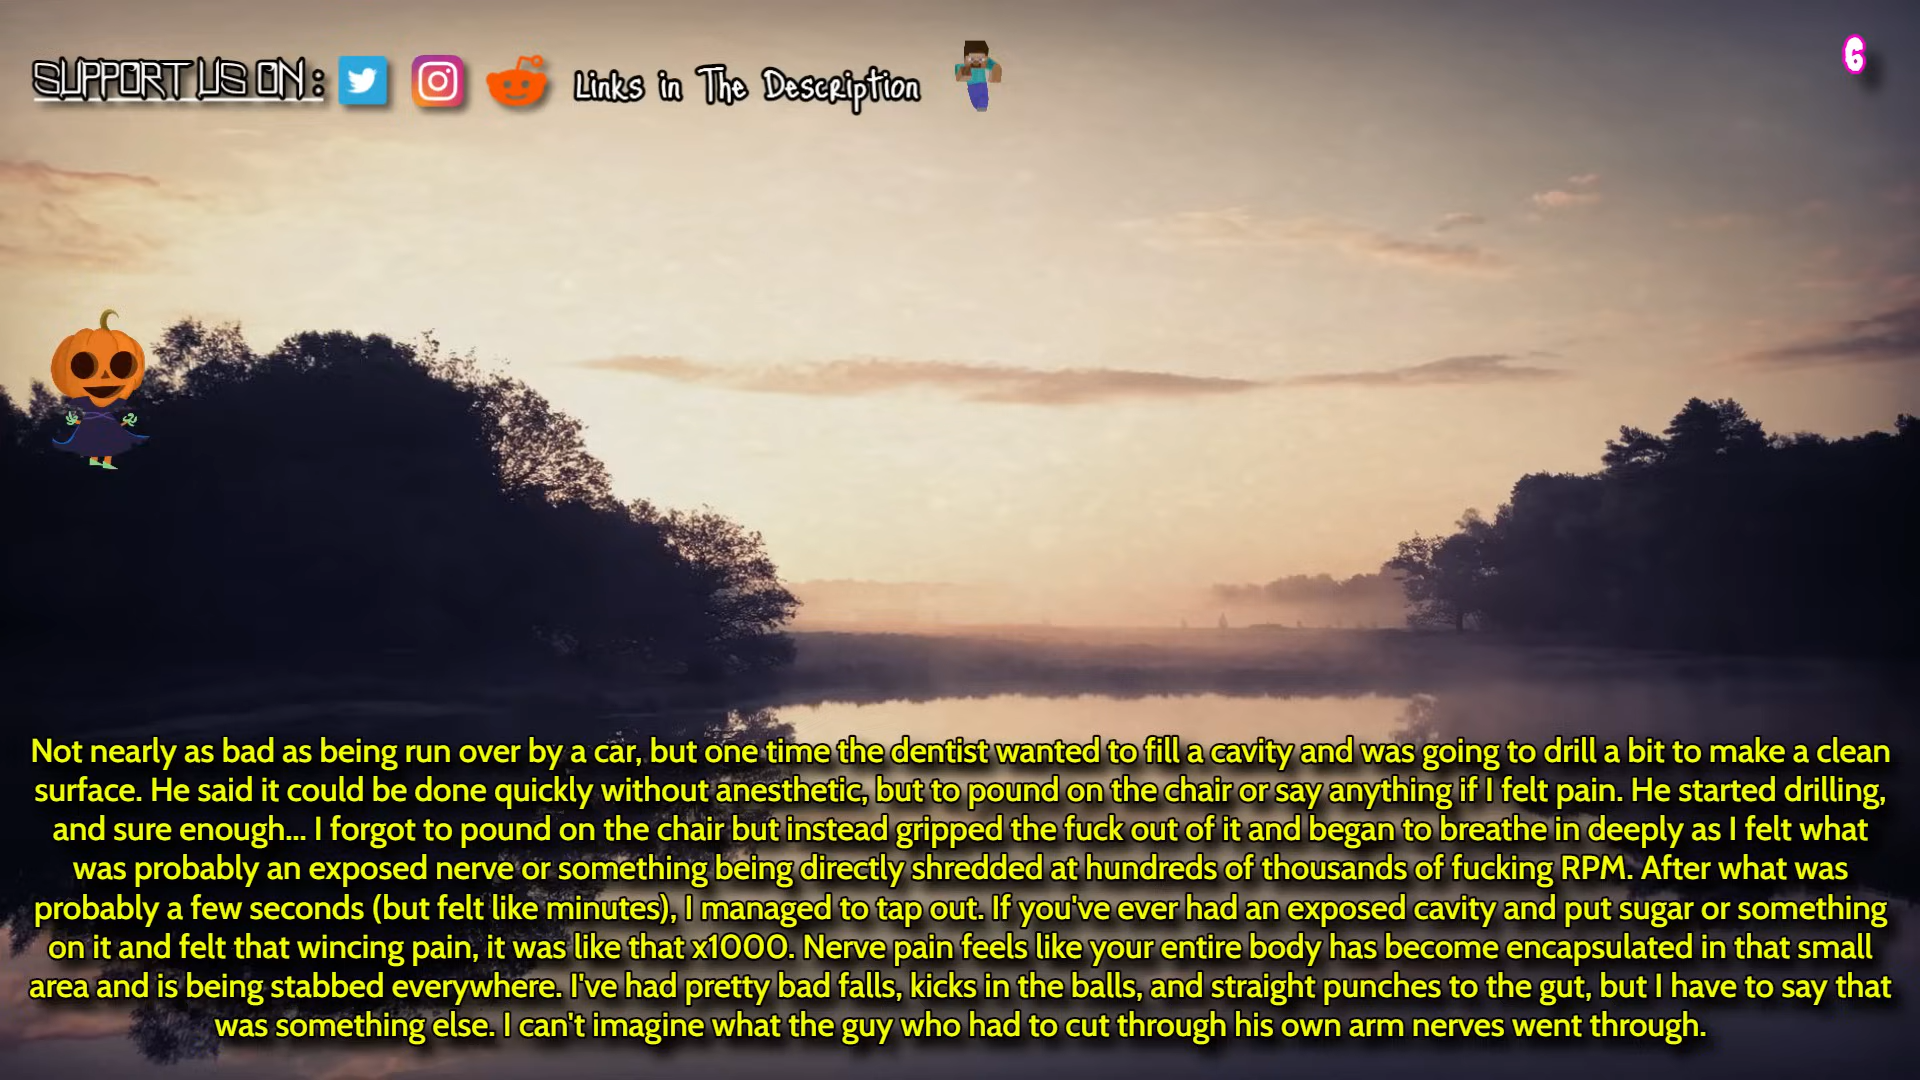 SUPPORT US ON : Links in The Description
6
Not nearly as bad as being run over by a car, but one time the dentist wanted to fill a cavity and was going to drill a bit to make a clean
surface. He said it could be done quickly without anesthetic, but to pound on the chair or say anything if I felt pain. He started drilling,
and sure enough... I forgot to pound on the chair but instead gripped the fuck out of it and began to breathe in deeply as I felt what
was probably an exposed nerve or something being directly shredded at hundreds of thousands of fucking RPM. After what was
probably a few seconds (but felt like minutes), I managed to tap out. If you've ever had an exposed cavity and put sugar or something
on it and felt that wincing pain, it was like that x1000. Nerve pain feels like your entire body has become encapsulated in that small
area and is being stabbed everywhere. I've had pretty bad falls, kicks in the balls, and straight punches to the gut, but I have to say that
was something else. I can't imagine what the guy who had to cut through his own arm nerves went through.